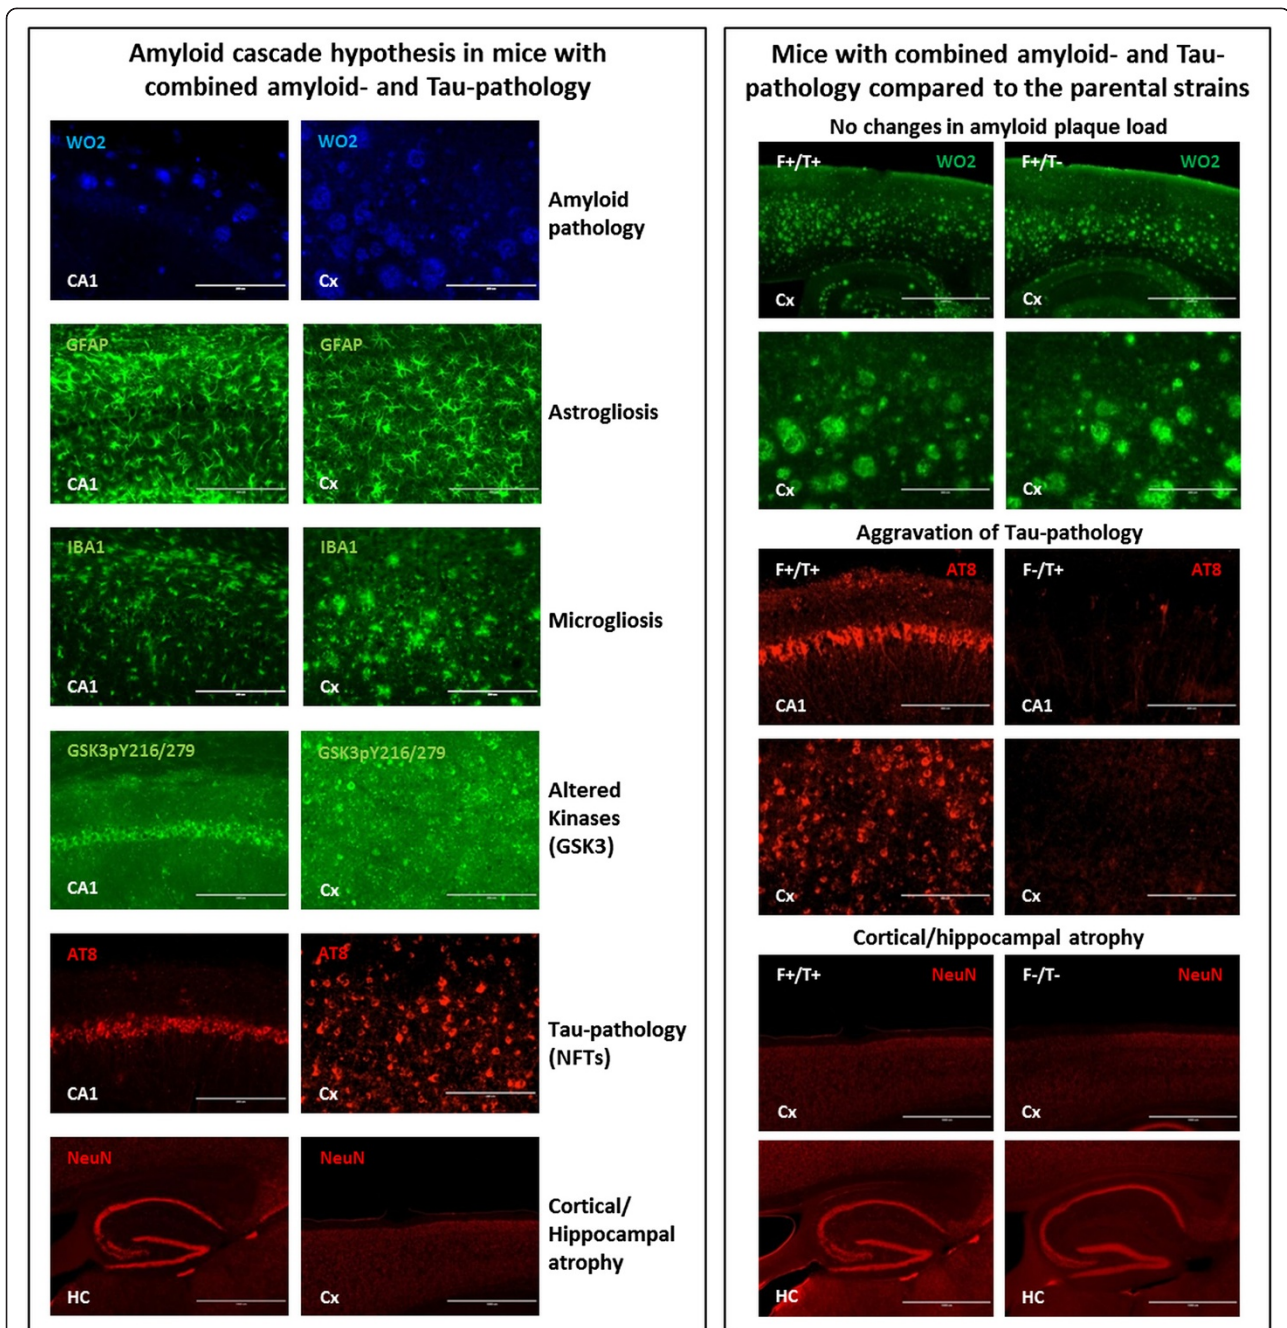 Amyloid cascade hypothesis in mice with
combined amyloid- and Tau-pathology
WO2
CA1
WO2
Cx
Amyloid
pathology
GFAP
CA1
GFAP
Cx
Astrogliosis
IBA1
CA1
IBA1
Cx
Microgliosis
GSK3pY216/279
CA1
GSK3pY216/279
Cx
Altered
Kinases
(GSK3)
AT8
CA1
AT8
Cx
Tau-pathology
(NFTs)
NeuN
HC
NeuN
Cx
Cortical/
Hippocampal
atrophy
Mice with combined amyloid- and Tau-
pathology compared to the parental strains
No changes in amyloid plaque load
F+/T+ WO2
Cx
F+/T- WO2
Cx
Cx
Cx
Aggravation of Tau-pathology
F+/T+ AT8
CA1
F-/T+ AT8
CA1
Cx
Cx
Cortical/hippocampal atrophy
F+/T+ NeuN
Cx
F-/T- NeuN
Cx
HC
HC